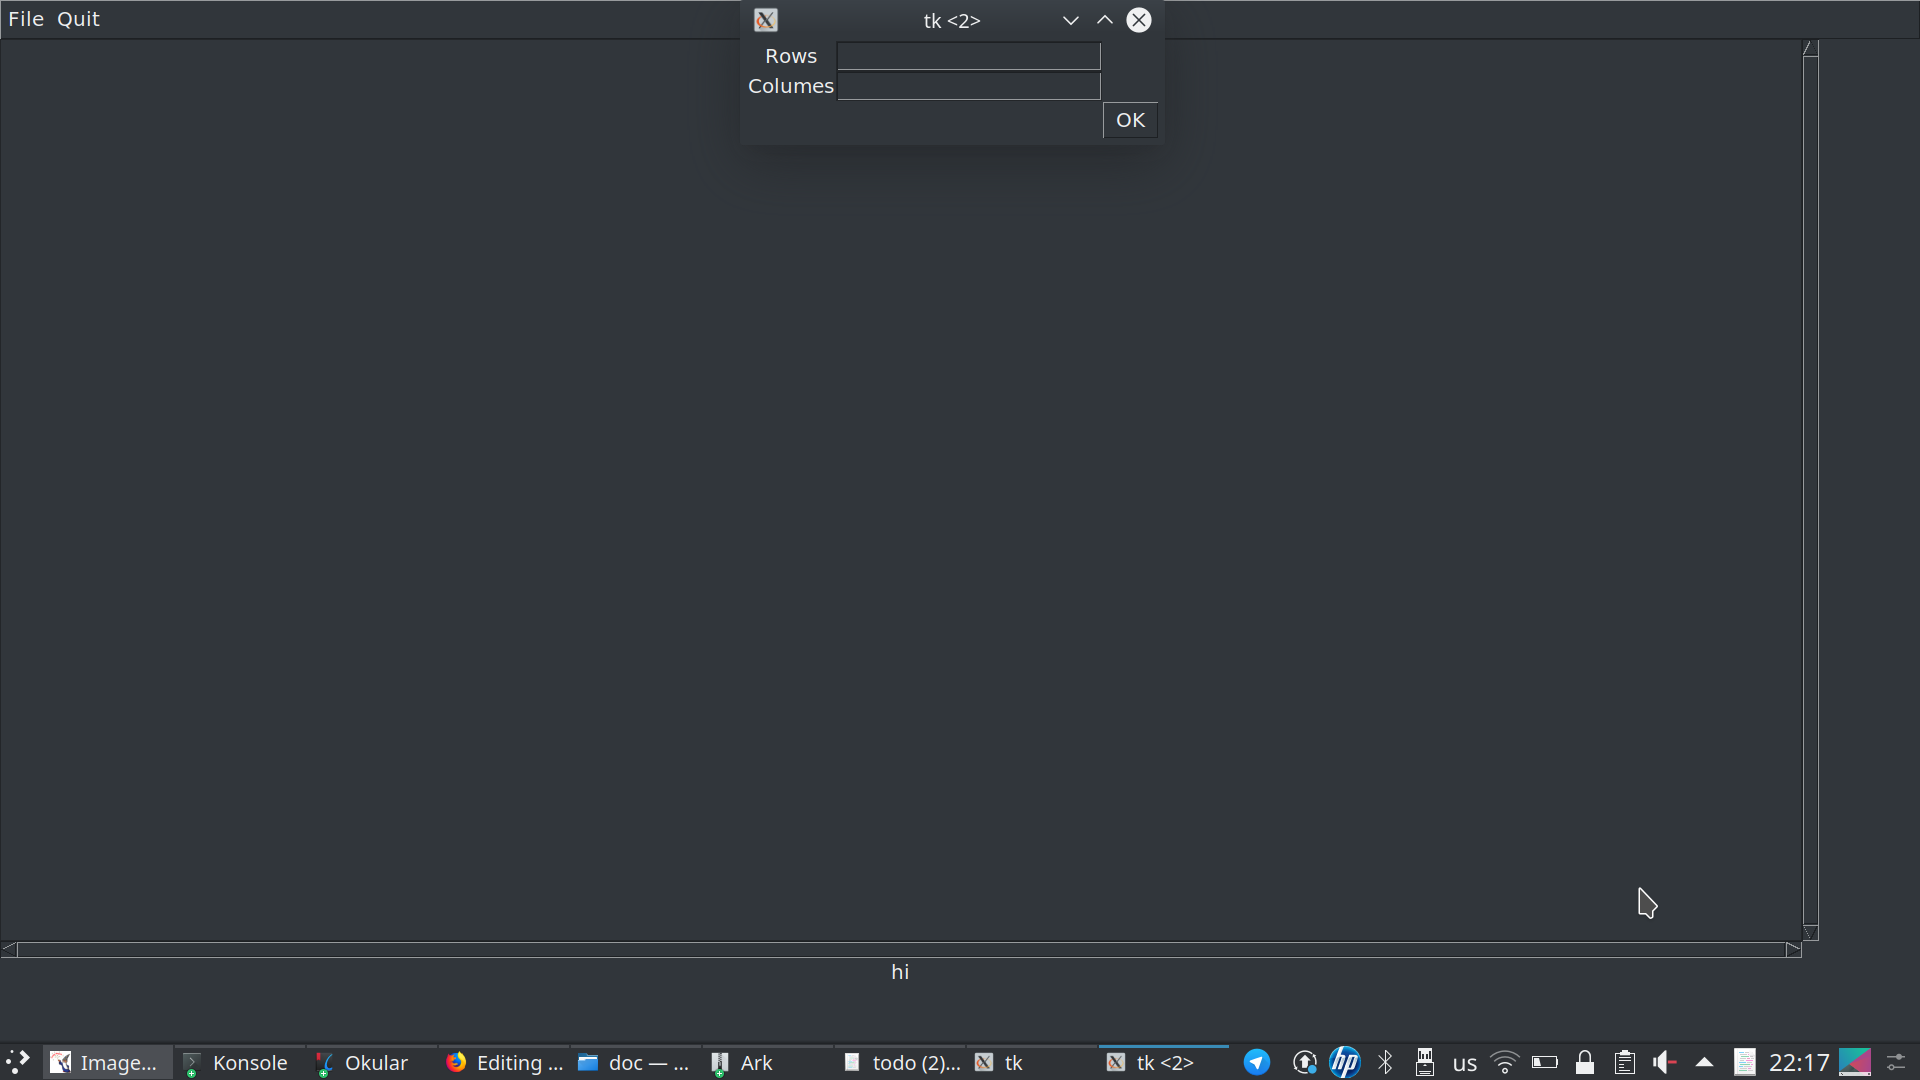 File Quit
tk <2>
Rows
Columes
OK
hi
Image... Konsole Okular Editing ... doc — ... Ark todo (2)... tk tk <2> hp us 22:17